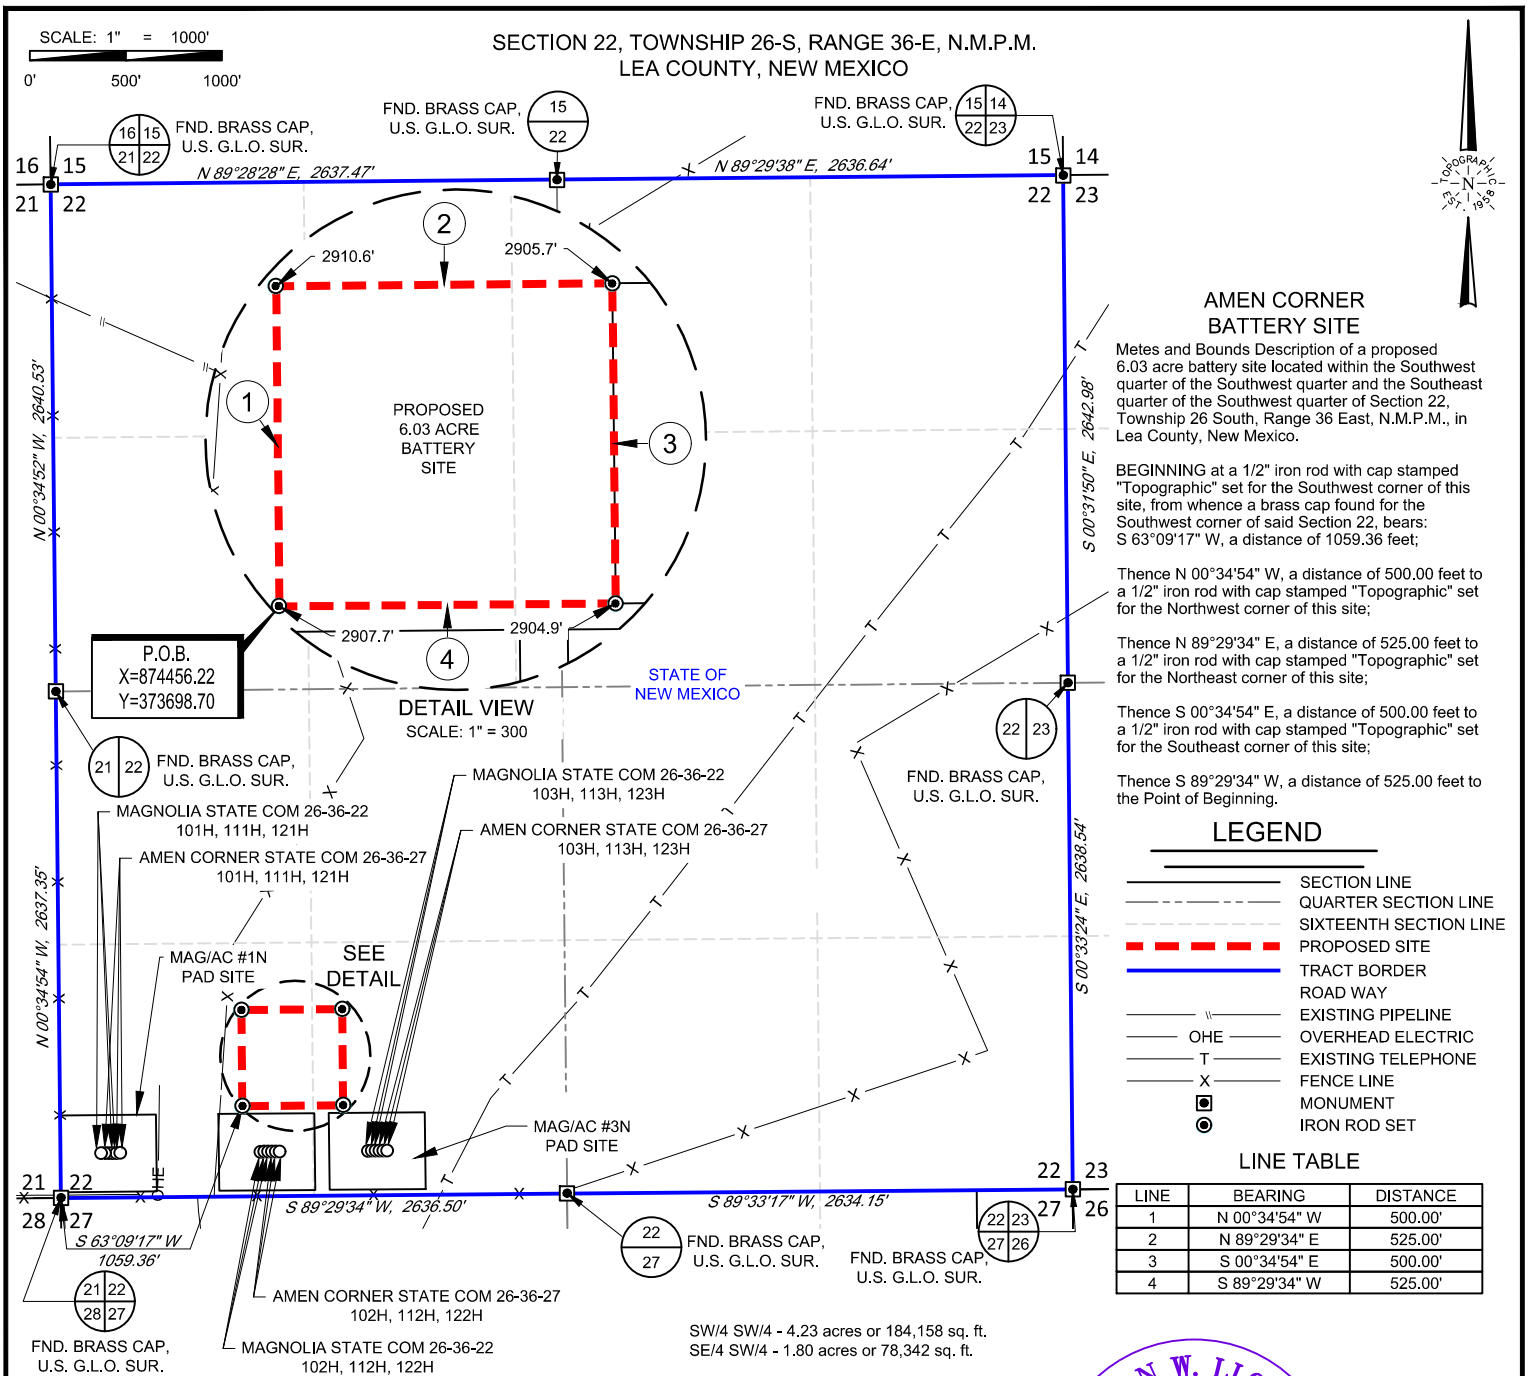 SCALE: 1" = 1000'
0' 500' 1000'
SECTION 22, TOWNSHIP 26-S, RANGE 36-E, N.M.P.M.
LEA COUNTY, NEW MEXICO
16 15
21 22
FND. BRASS CAP,
U.S. G.L.O. SUR.
FND. BRASS CAP,
U.S. G.L.O. SUR.
15
22
FND. BRASS CAP,
U.S. G.L.O. SUR.
15 14
22 23
16 15
21 22
N 89°28'28" E, 2637.47'
X
N 89°29'38" E, 2636.64'
15 14
22 23
TOPOGRAPHIC
N
EST. 1958
2
2910.6'
2905.7'
1
PROPOSED
6.03 ACRE
BATTERY
SITE
3
N 00°34'52" W, 2640.53'
S 00°31'50" E, 2642.98'
2907.7'
2904.9'
4
P.O.B.
X=874456.22
Y=373698.70
DETAIL VIEW
SCALE: 1" = 300
STATE OF
NEW MEXICO
21 22
FND. BRASS CAP,
U.S. G.L.O. SUR.
22 23
FND. BRASS CAP,
U.S. G.L.O. SUR.
MAGNOLIA STATE COM 26-36-22
103H, 113H, 123H
MAGNOLIA STATE COM 26-36-22
101H, 111H, 121H
AMEN CORNER STATE COM 26-36-27
103H, 113H, 123H
AMEN CORNER STATE COM 26-36-27
101H, 111H, 121H
N 00°34'54" W, 2637.35'
S 00°33'24" E, 2638.54'
MAG/AC #1N
PAD SITE
SEE
DETAIL
MAG/AC #3N
PAD SITE
OHE
21 22
28 27
S 89°29'34" W, 2636.50'
S 89°33'17" W, 2634.15'
22 23
27 26
S 63°09'17" W
1059.36'
21 22
28 27
FND. BRASS CAP,
U.S. G.L.O. SUR.
22
27
FND. BRASS CAP,
U.S. G.L.O. SUR.
22 23
27 26
FND. BRASS CAP,
U.S. G.L.O. SUR.
AMEN CORNER STATE COM 26-36-27
102H, 112H, 122H
MAGNOLIA STATE COM 26-36-22
102H, 112H, 122H
SW/4 SW/4 - 4.23 acres or 184,158 sq. ft.
SE/4 SW/4 - 1.80 acres or 78,342 sq. ft.
AMEN CORNER
BATTERY SITE
Metes and Bounds Description of a proposed
6.03 acre battery site located within the Southwest
quarter of the Southwest quarter and the Southeast
quarter of the Southwest quarter of Section 22,
Township 26 South, Range 36 East, N.M.P.M., in
Lea County, New Mexico.
BEGINNING at a 1/2" iron rod with cap stamped
"Topographic" set for the Southwest corner of this
site, from whence a brass cap found for the
Southwest corner of said Section 22, bears:
S 63°09'17" W, a distance of 1059.36 feet;
Thence N 00°34'54" W, a distance of 500.00 feet to
a 1/2" iron rod with cap stamped "Topographic" set
for the Northwest corner of this site;
Thence N 89°29'34" E, a distance of 525.00 feet to
a 1/2" iron rod with cap stamped "Topographic" set
for the Northeast corner of this site;
Thence S 00°34'54" E, a distance of 500.00 feet to
a 1/2" iron rod with cap stamped "Topographic" set
for the Southeast corner of this site;
Thence S 89°29'34" W, a distance of 525.00 feet to
the Point of Beginning.
LEGEND
SECTION LINE
QUARTER SECTION LINE
SIXTEENTH SECTION LINE
PROPOSED SITE
TRACT BORDER
ROAD WAY
\\ EXISTING PIPELINE
OHE OVERHEAD ELECTRIC
T EXISTING TELEPHONE
X FENCE LINE
MONUMENT
IRON ROD SET
LINE TABLE
LINE BEARING DISTANCE
1 N 00°34'54" W 500.00'
2 N 89°29'34" E 525.00'
3 S 00°34'54" E 500.00'
4 S 89°29'34" W 525.00'